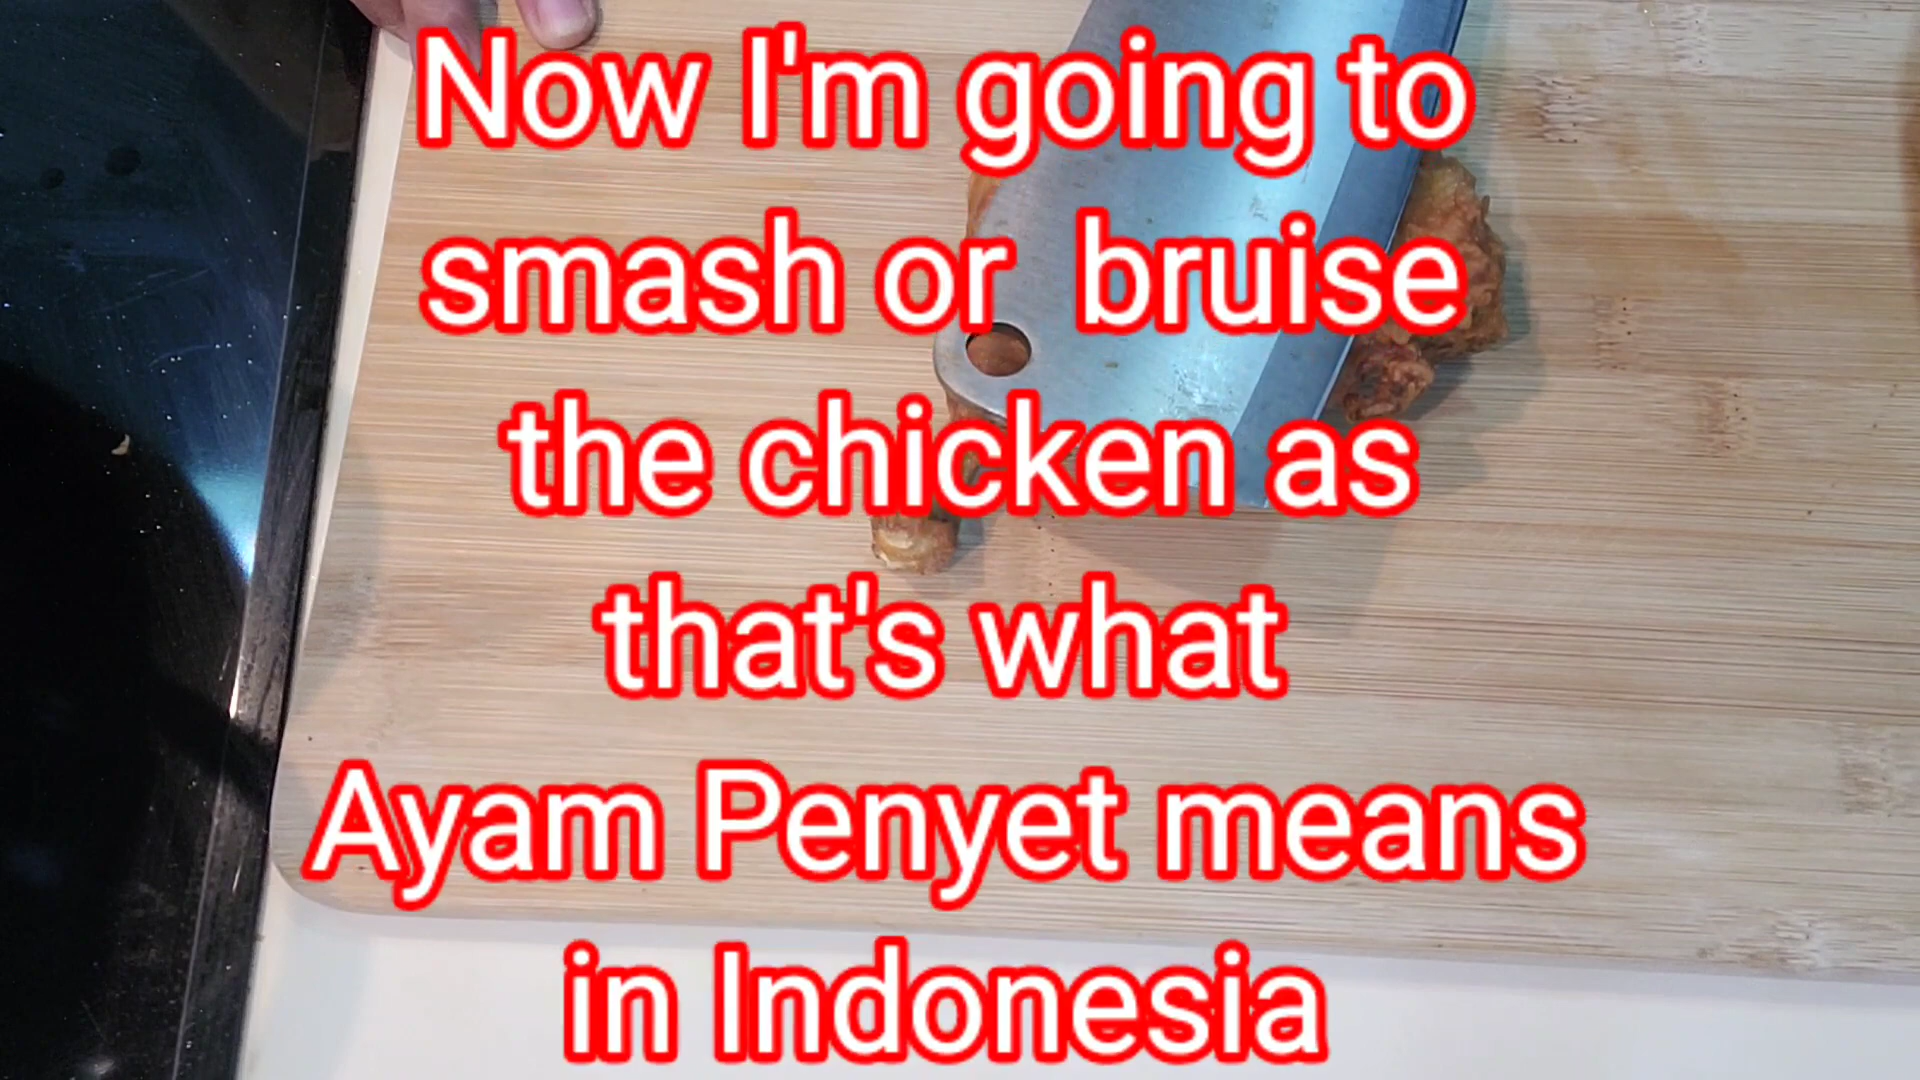 Now I'm going to
smash or  bruise
the chicken as
that's what
Ayam Penyet means
in Indonesia